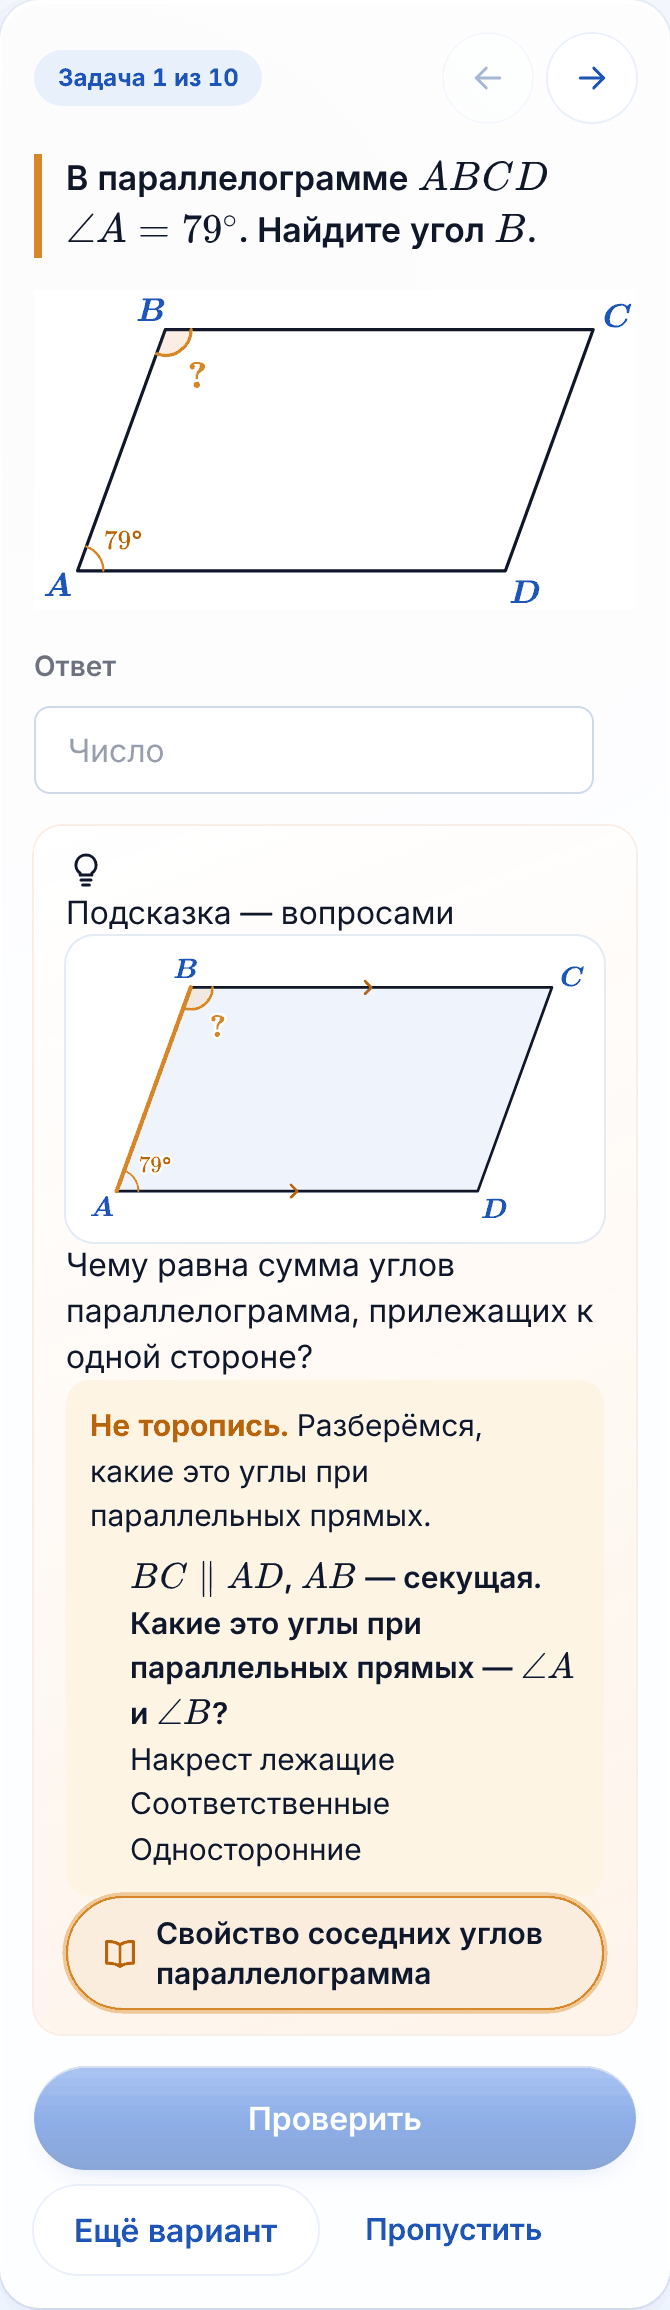 Задача 1 из 10
В параллелограмме ABCD
∠A = 79°. Найдите угол B.
B
C
?
79°
A
D
Ответ
Число
Подсказка — вопросами
B
C
?
79°
A
D
Чему равна сумма углов
параллелограмма, прилежащих к
одной стороне?
Не торопись. Разберёмся,
какие это углы при
параллельных прямых.
BC ∥ AD, AB — секущая.
Какие это углы при
параллельных прямых — ∠A
и ∠B?
Накрест лежащие
Соответственные
Односторонние
Свойство соседних углов
параллелограмма
Проверить
Ещё вариант
Пропустить